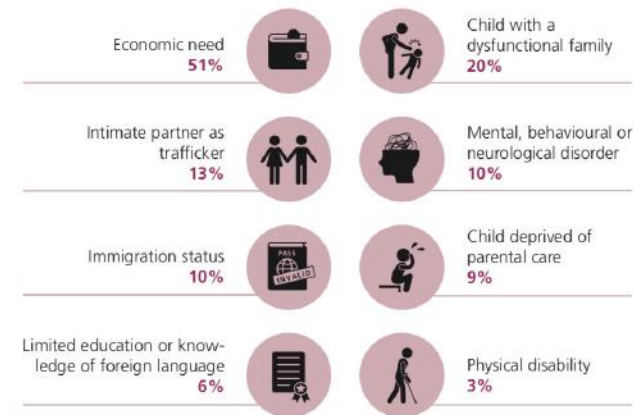 Economic need
51%
Child with a
dysfunctional family
20%
Intimate partner as
trafficker
13%
Mental, behavioural or
neurological disorder
10%
Immigration status
10%
PASS
INVALID
Child deprived of
parental care
9%
Limited education or know-
ledge of foreign language
6%
Physical disability
3%